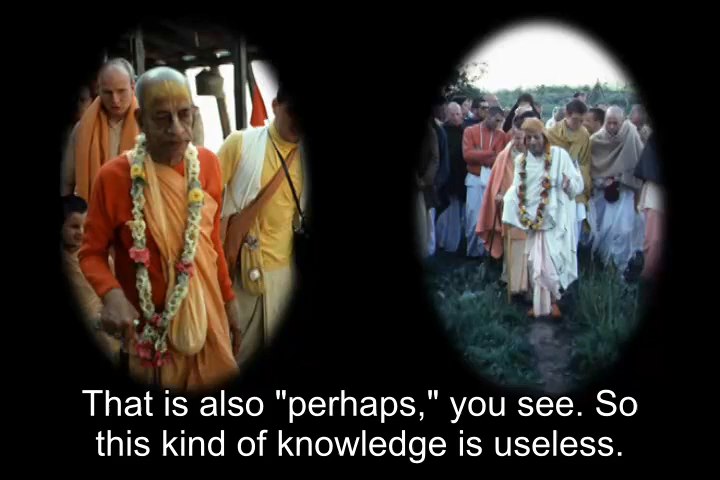 That is also "perhaps," you see. So
this kind of knowledge is useless.